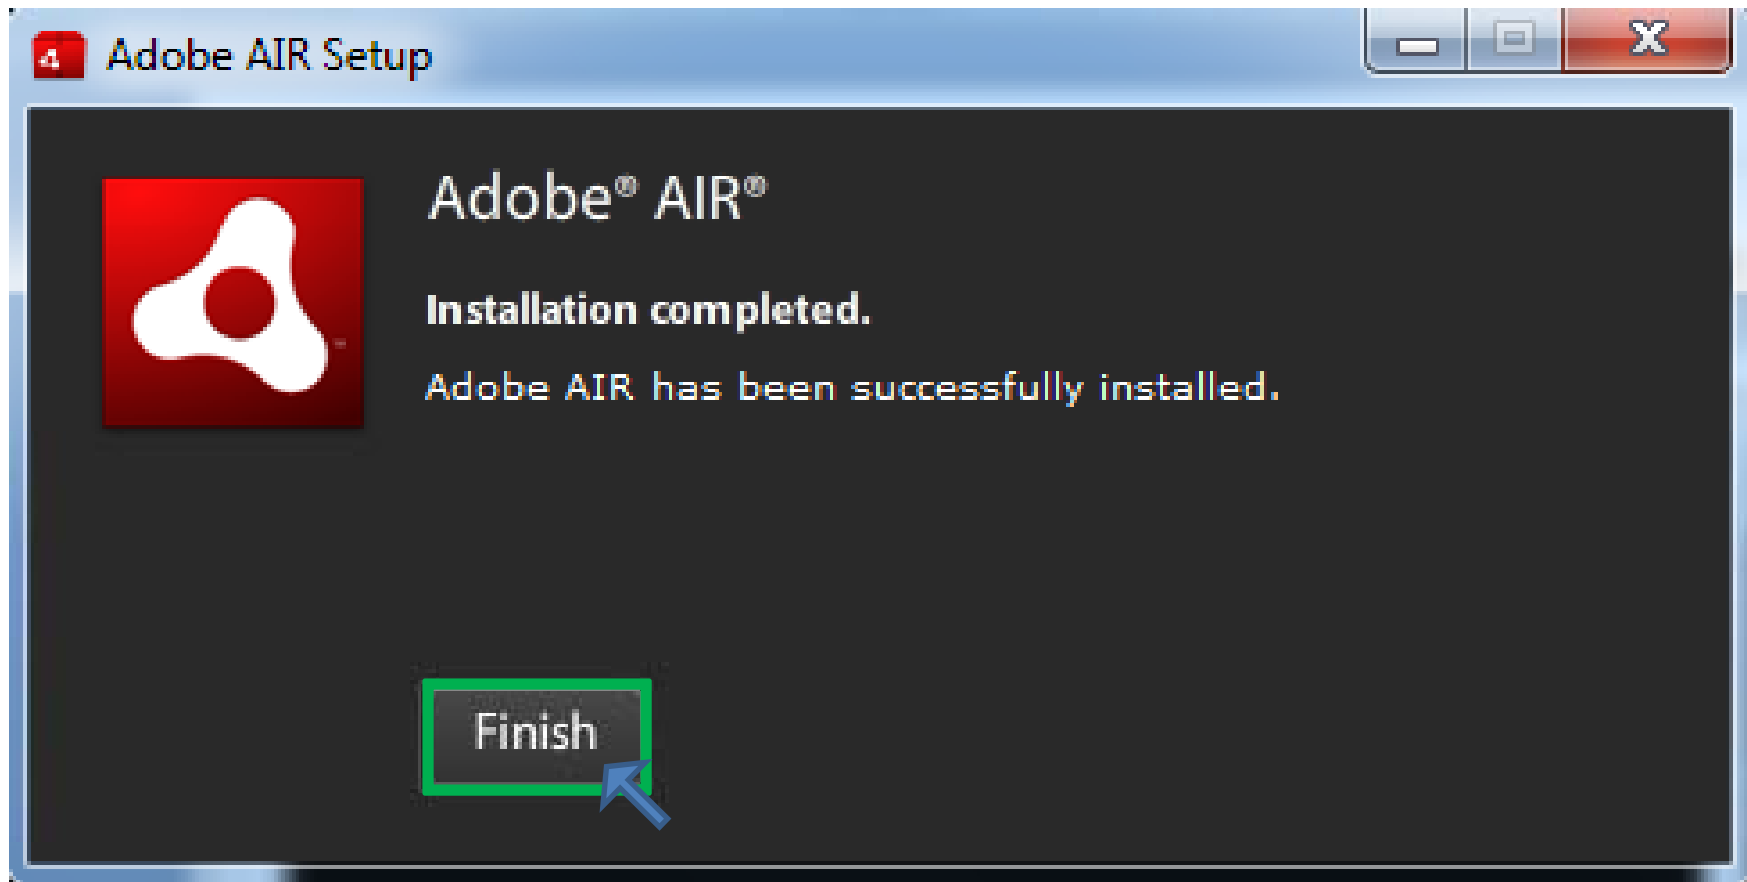 Adobe AIR Setup
Adobe® AIR®
Installation completed.
Adobe AIR has been successfully installed.
Finish